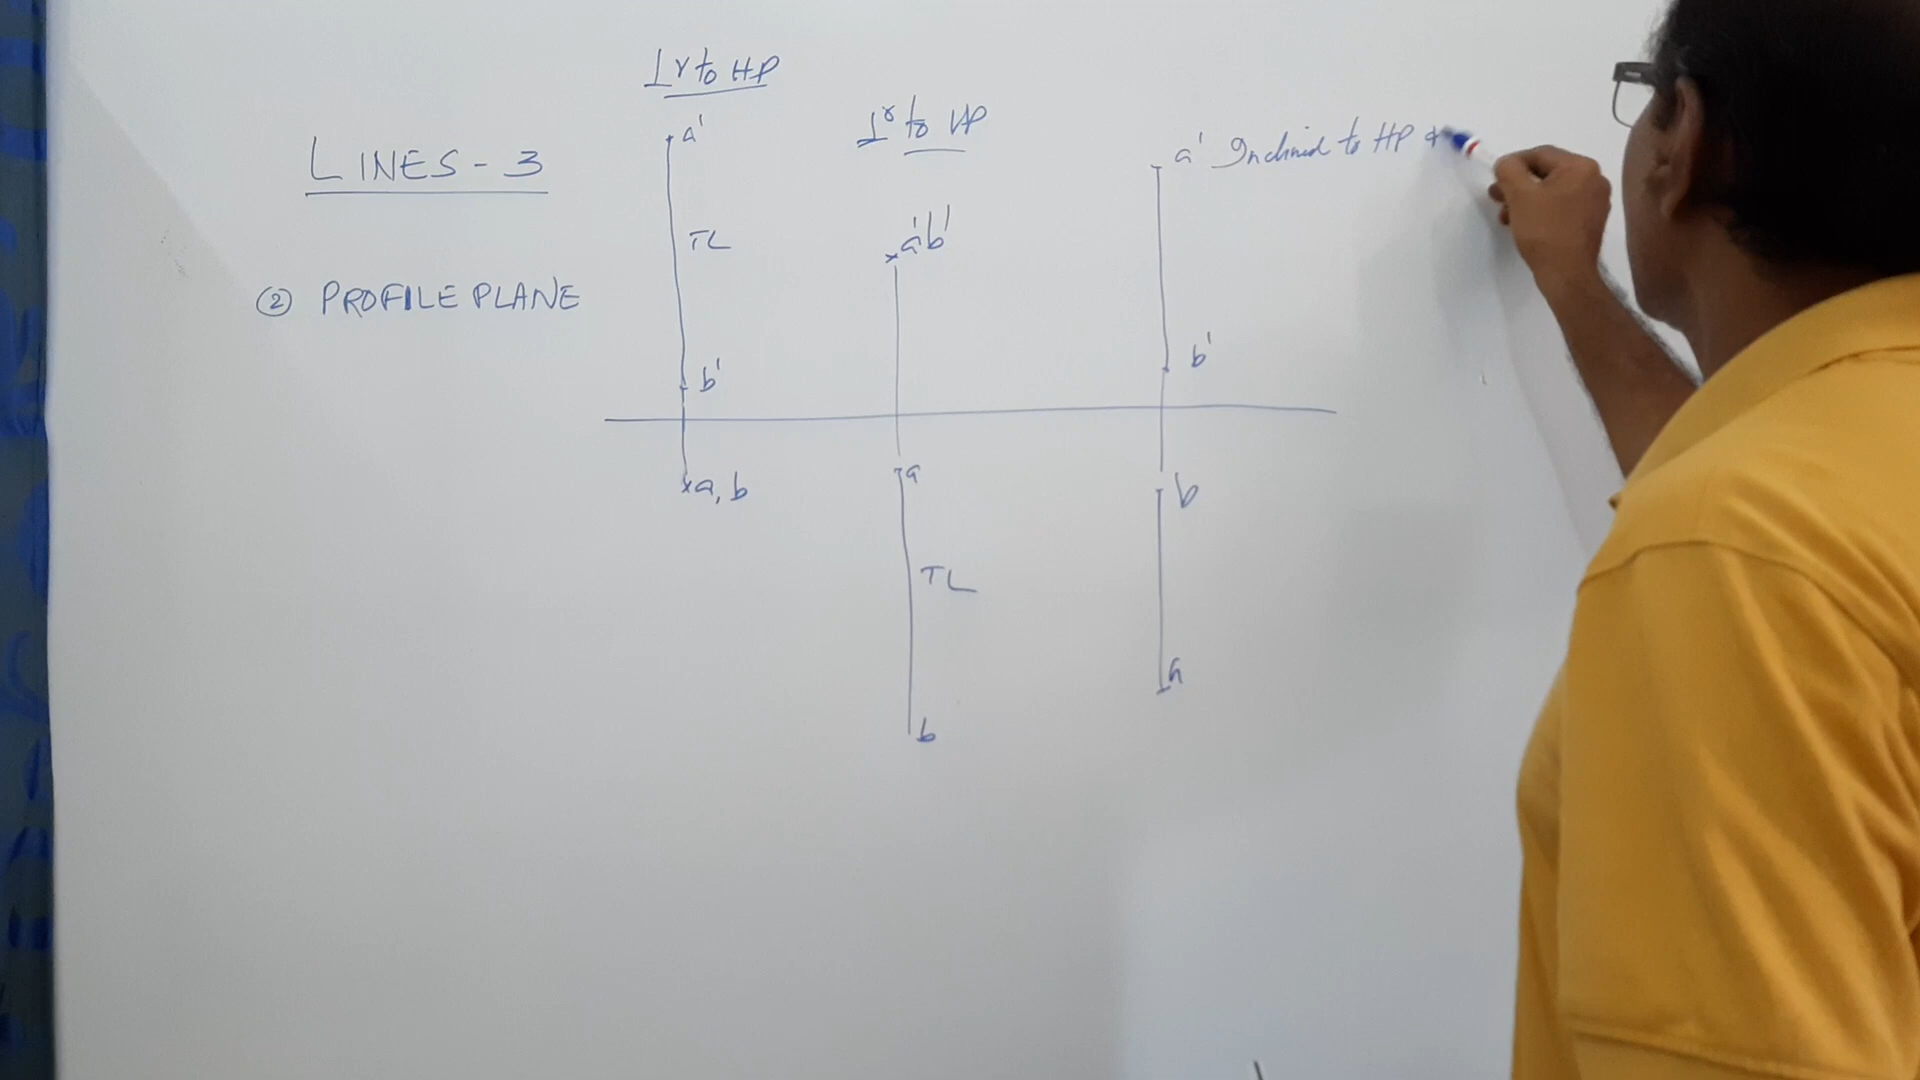 LINES - 3
② PROFILE PLANE
⊥r to HP
a'
TL
b'
a, b
⊥r to VP
a'b'
a
TL
b
a' Inclined to HP &
b'
b
a